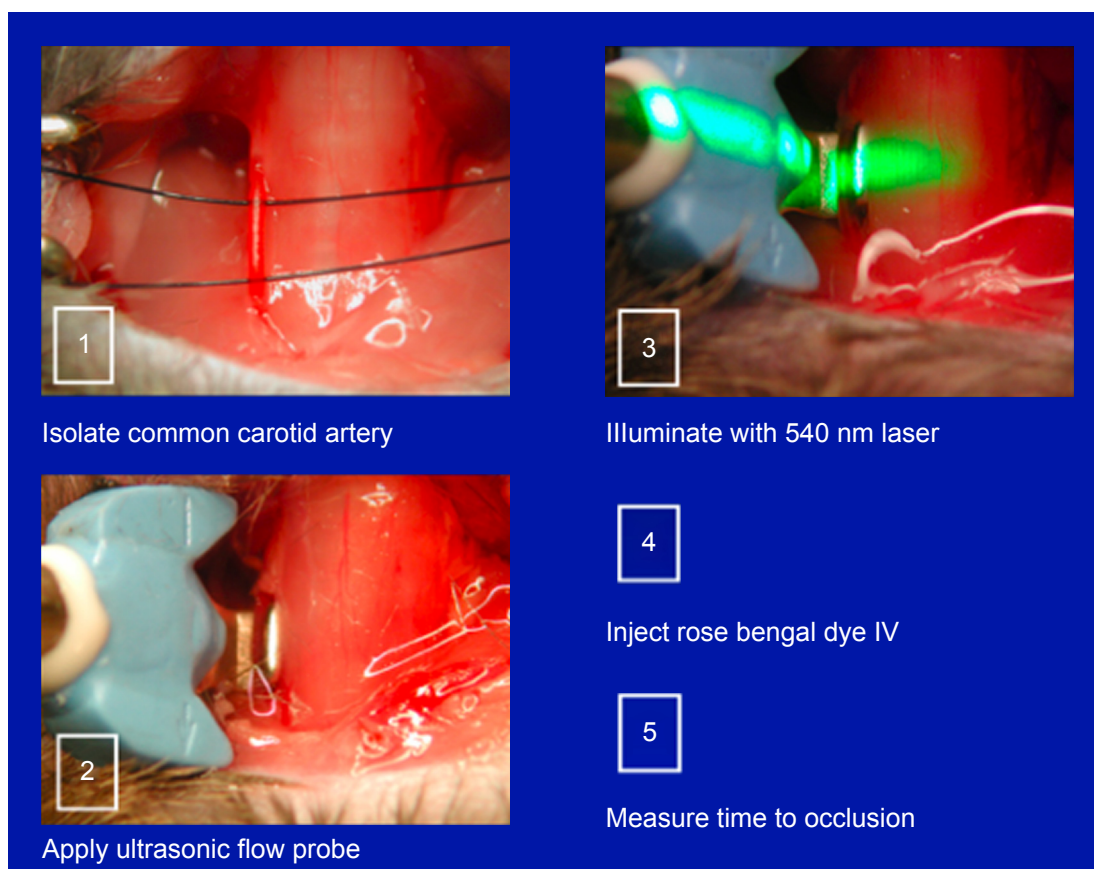 1
Isolate common carotid artery
2
Apply ultrasonic flow probe
3
IIluminate with 540 nm laser
4
Inject rose bengal dye IV
5
Measure time to occlusion